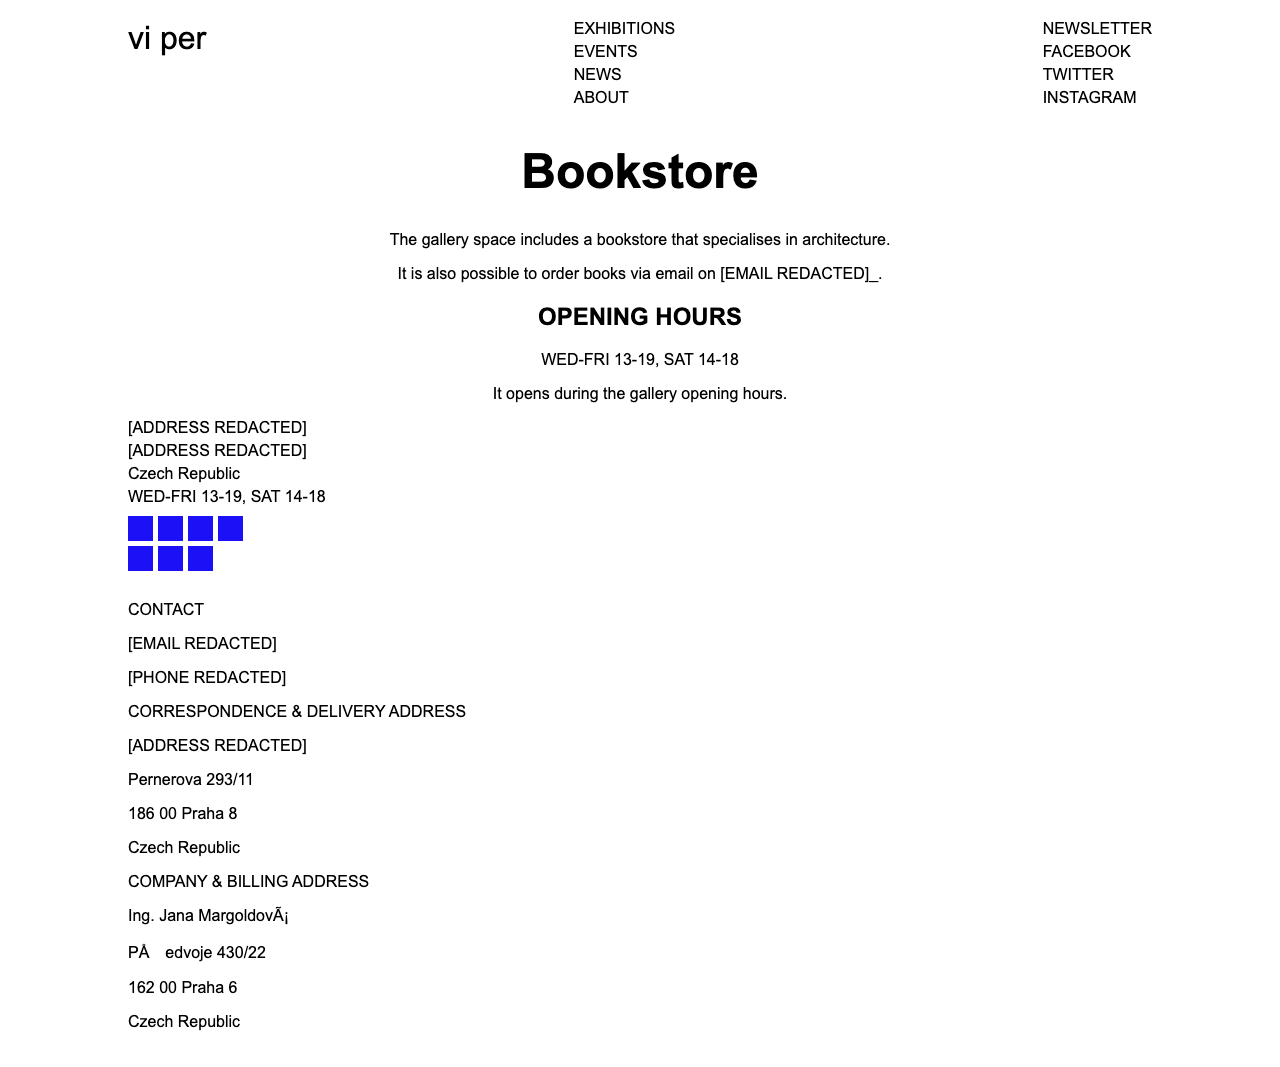 vi per
EXHIBITIONS
EVENTS
NEWS
ABOUT
NEWSLETTER
FACEBOOK
TWITTER
INSTAGRAM
Bookstore
The gallery space includes a bookstore that specialises in architecture.
It is also possible to order books via email on [EMAIL REDACTED]_.
OPENING HOURS
WED-FRI 13-19, SAT 14-18
It opens during the gallery opening hours.
[ADDRESS REDACTED]
[ADDRESS REDACTED]
Czech Republic
WED-FRI 13-19, SAT 14-18
CONTACT
[EMAIL REDACTED]
[PHONE REDACTED]
CORRESPONDENCE & DELIVERY ADDRESS
[ADDRESS REDACTED]
Pernerova 293/11
186 00 Praha 8
Czech Republic
COMPANY & BILLING ADDRESS
Ing. Jana MargoldovÃ¡
PÅ edvoje 430/22
162 00 Praha 6
Czech Republic